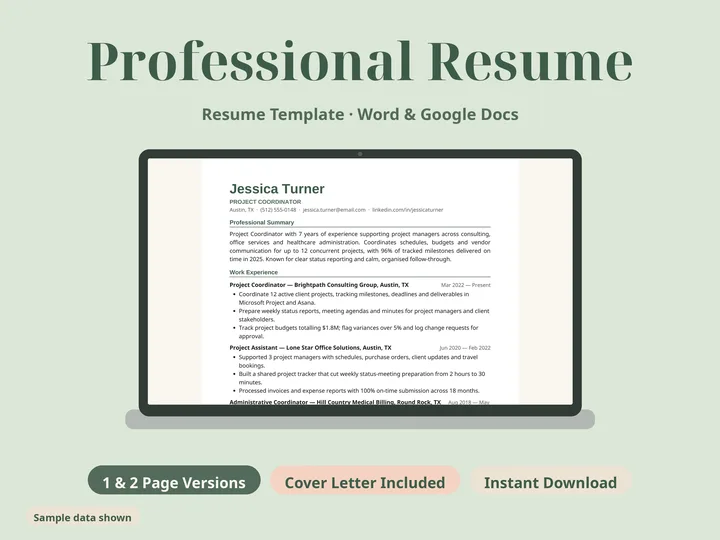 Professional Resume
Resume Template · Word & Google Docs
Jessica Turner
PROJECT COORDINATOR
Austin, TX · (512) 555-0148 · jessica.turner@email.com · linkedin.com/in/jessicaturner
Professional Summary
Project Coordinator with 7 years of experience supporting project managers across consulting,
office services and healthcare administration. Coordinates schedules, budgets and vendor
communication for up to 12 concurrent projects, with 96% of tracked milestones delivered on
time in 2025. Known for clear status reporting and calm, organised follow-through.
Work Experience
Project Coordinator — Brightpath Consulting Group, Austin, TX Mar 2022 — Present
• Coordinate 12 active client projects, tracking milestones, deadlines and deliverables in
Microsoft Project and Asana.
• Prepare weekly status reports, meeting agendas and minutes for project managers and client
stakeholders.
• Track project budgets totalling $1.8M; flag variances over 5% and log change requests for
approval.
Project Assistant — Lone Star Office Solutions, Austin, TX Jun 2020 — Feb 2022
• Supported 3 project managers with schedules, purchase orders, client updates and travel
bookings.
• Built a shared project tracker that cut weekly status-meeting preparation from 2 hours to 30
minutes.
• Processed invoices and expense reports with 100% on-time submission across 18 months.
Administrative Coordinator — Hill Country Medical Billing, Round Rock, TX Aug 2018 — May
1 & 2 Page Versions
Cover Letter Included
Instant Download
Sample data shown